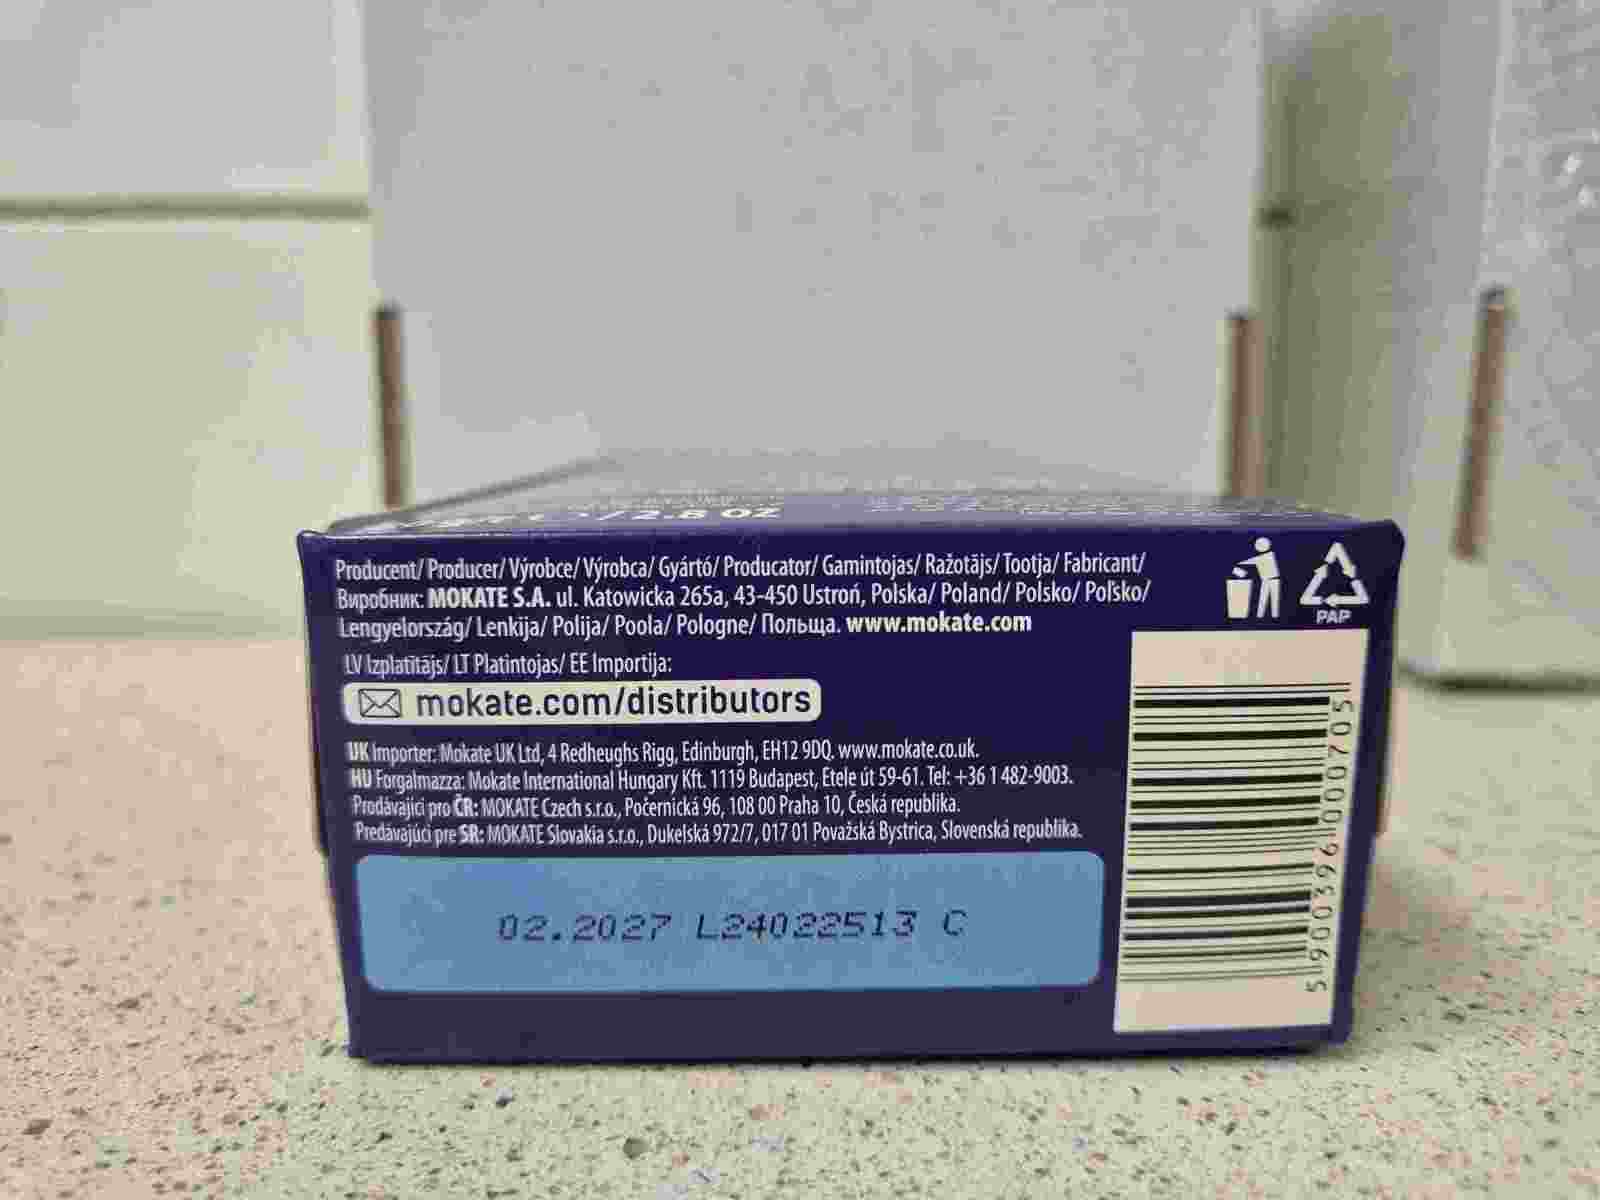 /2.8 OZ
Producent/ Producer/ Výrobce/ Výrobca/ Gyártó/ Producator/ Gamintojas/ Ražotājs/ Tootja/ Fabricant/
Виробник: MOKATE S.A. ul. Katowicka 265a, 43-450 Ustroń, Polska/ Poland/ Polsko/ Poľsko/
Lengyelország/ Lenkija/ Polija/ Poola/ Pologne/ Польща. www.mokate.com
LV Izplatītājs/ LT Platintojas/ EE Importija:
mokate.com/distributors
UK Importer: Mokate UK Ltd, 4 Redheughs Rigg, Edinburgh, EH12 9DQ. www.mokate.co.uk.
HU Forgalmazza: Mokate International Hungary Kft. 1119 Budapest, Etele út 59-61. Tel: +36 1 482-9003.
Prodávající pro ČR: MOKATE Czech s.r.o., Počernická 96, 108 00 Praha 10, Česká republika.
Predávajúci pre SR: MOKATE Slovakia s.r.o., Dukelská 972/7, 017 01 Považská Bystrica, Slovenská republika.
02.2027 L24022513 C
PAP
5 900396 000705